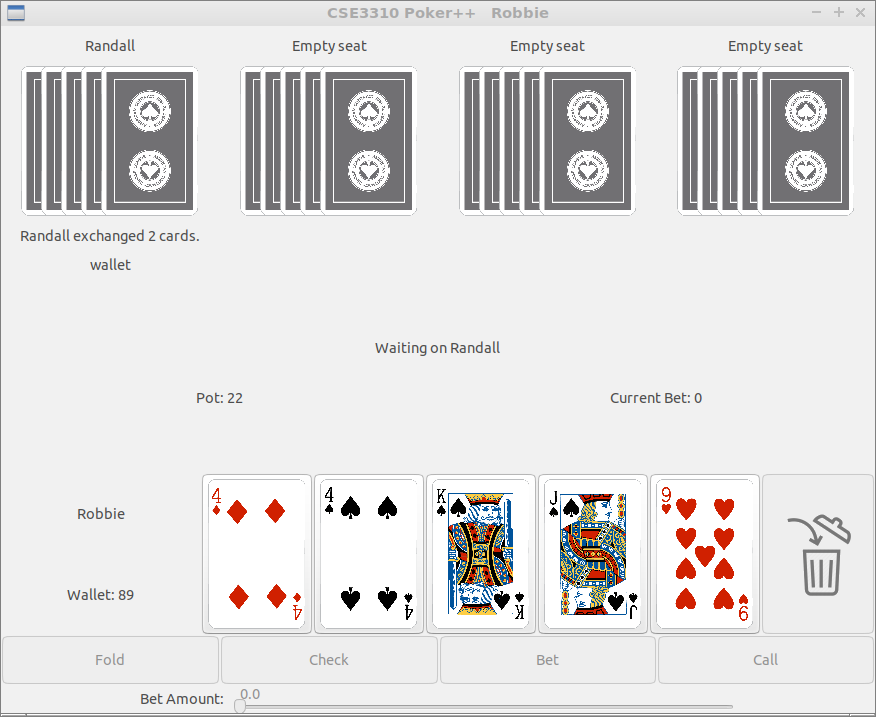 CSE3310 Poker++ Robbie
Randall Empty seat Empty seat Empty seat
Randall exchanged 2 cards.
wallet
Waiting on Randall
Pot: 22 Current Bet: 0
4 4 K J 9
Robbie
Wallet: 89
4 4 K J 9
Fold Check Bet Call
Bet Amount: 0.0